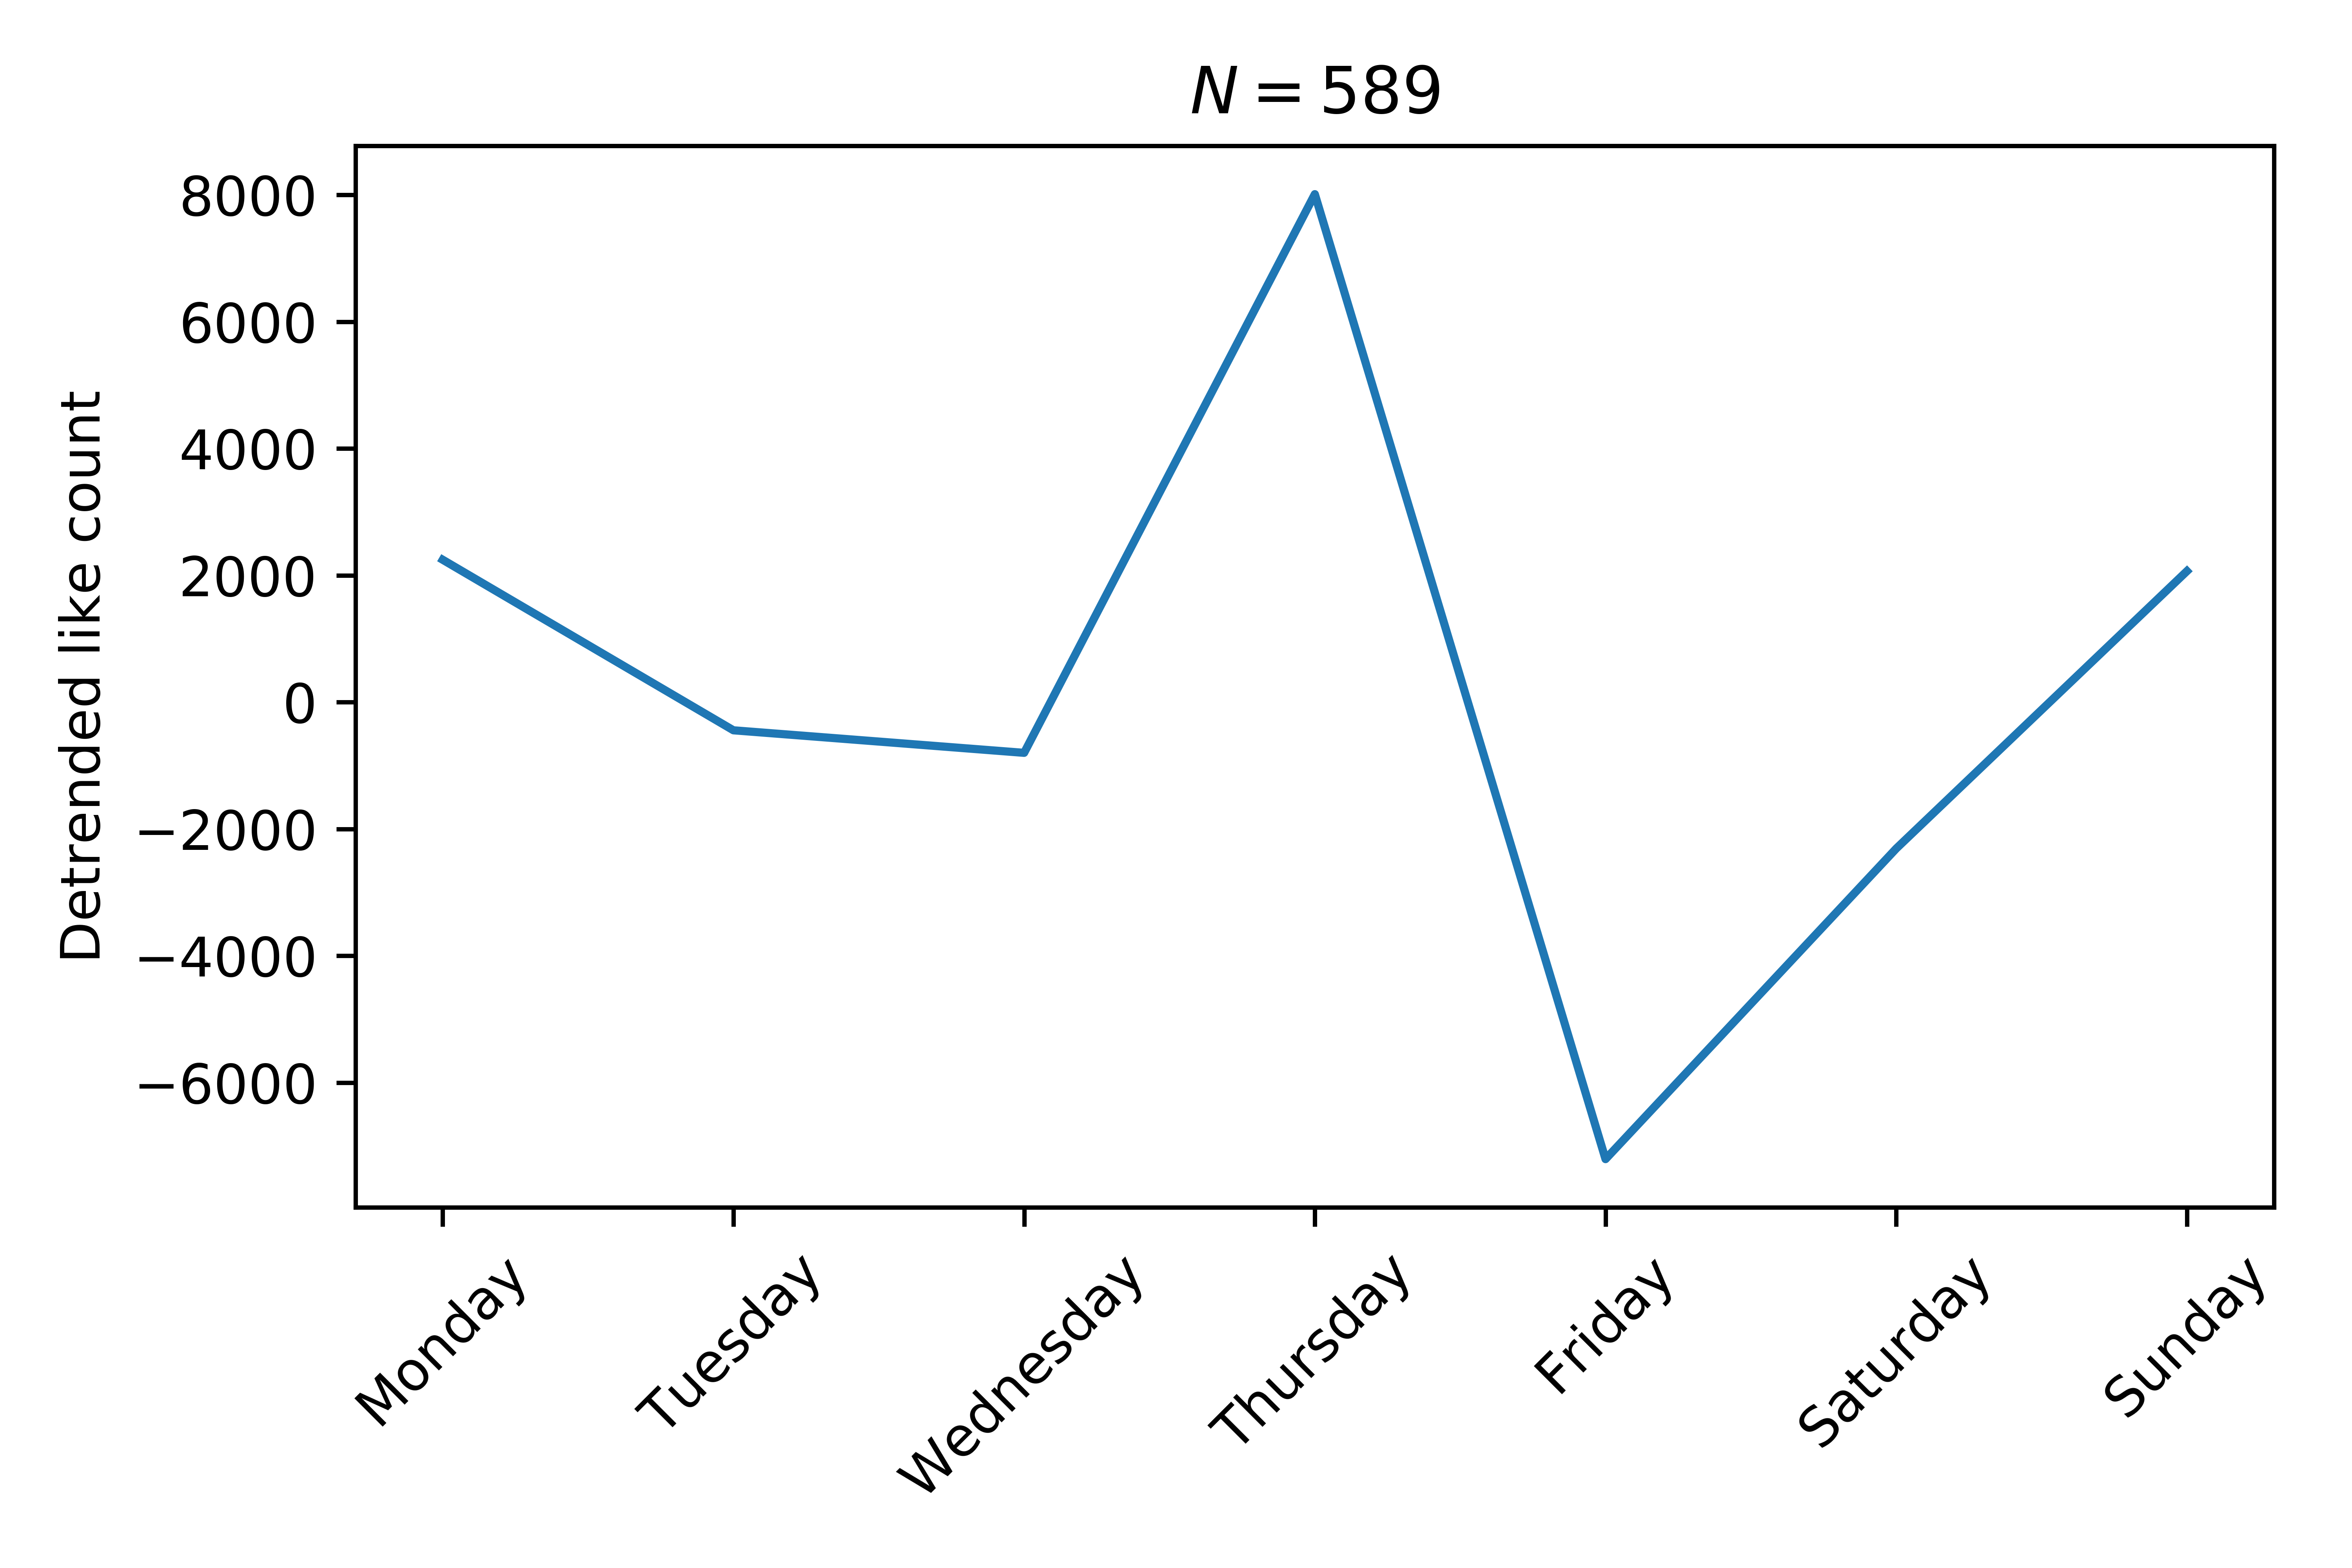 N = 589
Detrended like count
8000
6000
4000
2000
0
−2000
−4000
−6000
Monday
Tuesday
Wednesday
Thursday
Friday
Saturday
Sunday